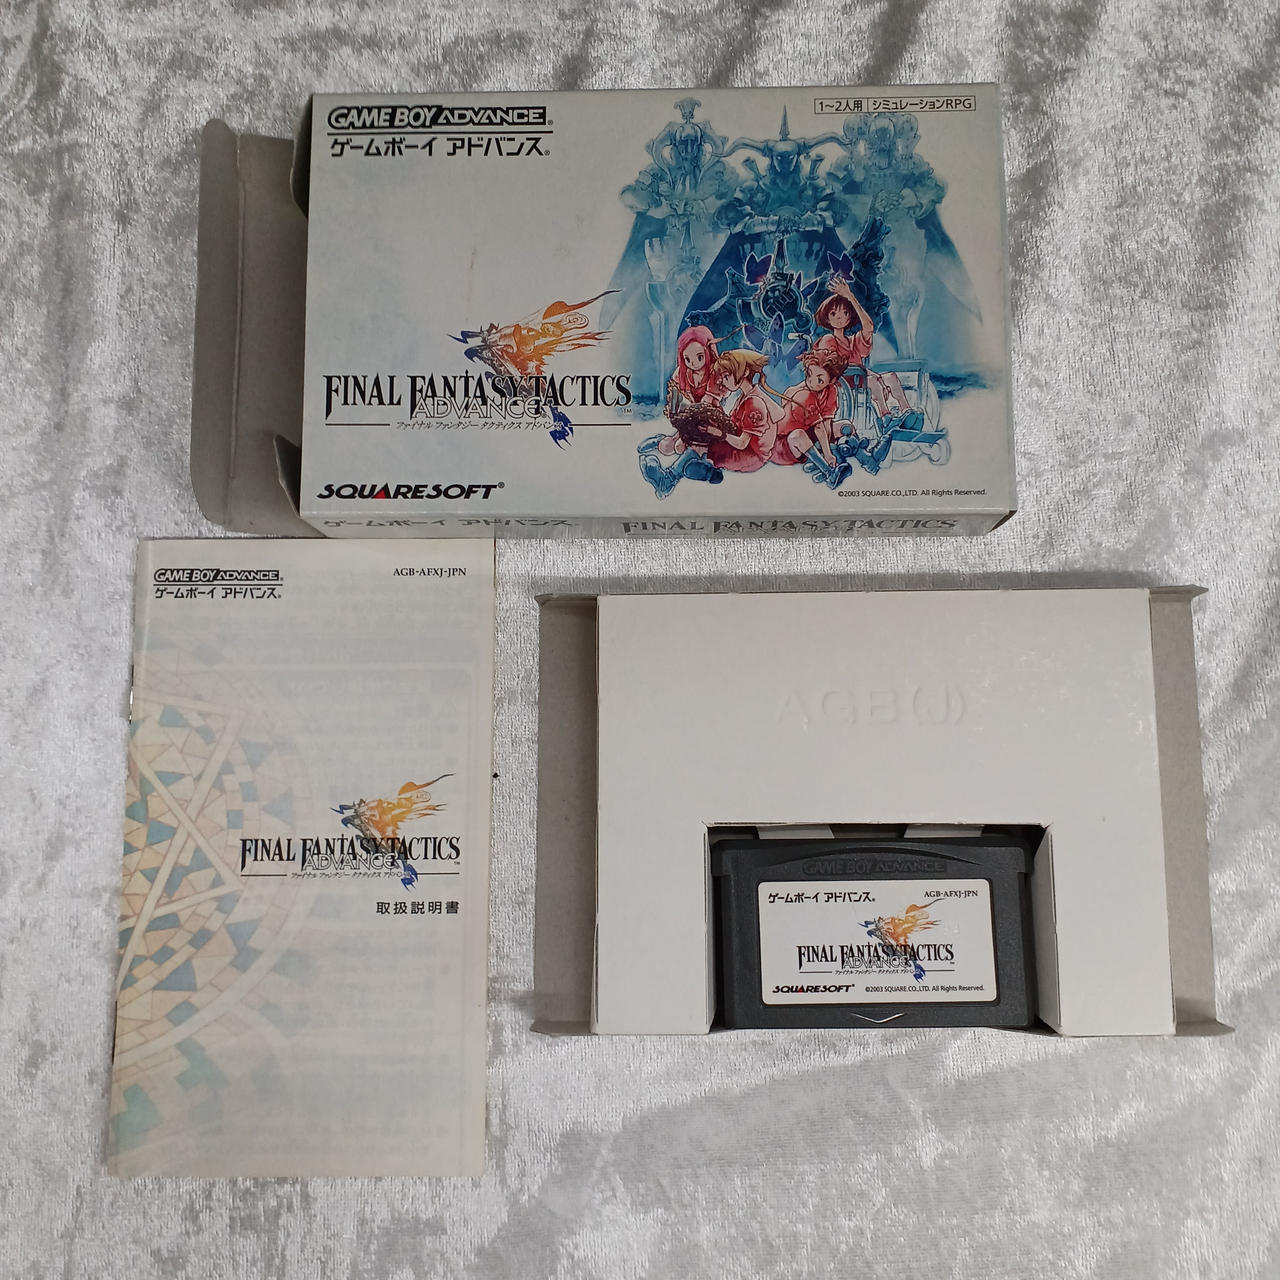 GAME BOY ADVANCE®
ゲームボーイ アドバンス®
1~2人用 シミュレーションRPG
FINAL FANTASY TACTICS
ADVANCE™
ファイナル ファンタジー タクティクス アドバンス
SQUARESOFT®
©2003 SQUARE.CO.,LTD. All Rights Reserved.
ゲームボーイ アドバンス® FINAL FANTASY TACTICS
GAME BOY ADVANCE®
ゲームボーイ アドバンス®
AGB-AFXJ-JPN
FINAL FANTASY TACTICS
ADVANCE™
ファイナル ファンタジー タクティクス アドバンス
取扱説明書
AGB(J)
GAME BOY ADVANCE
ゲームボーイ アドバンス®
AGB-AFXJ-JPN
FINAL FANTASY TACTICS
ADVANCE™
ファイナル ファンタジー タクティクス アドバンス
SQUARESOFT®
©2003 SQUARE.CO.,LTD. All Rights Reserved.